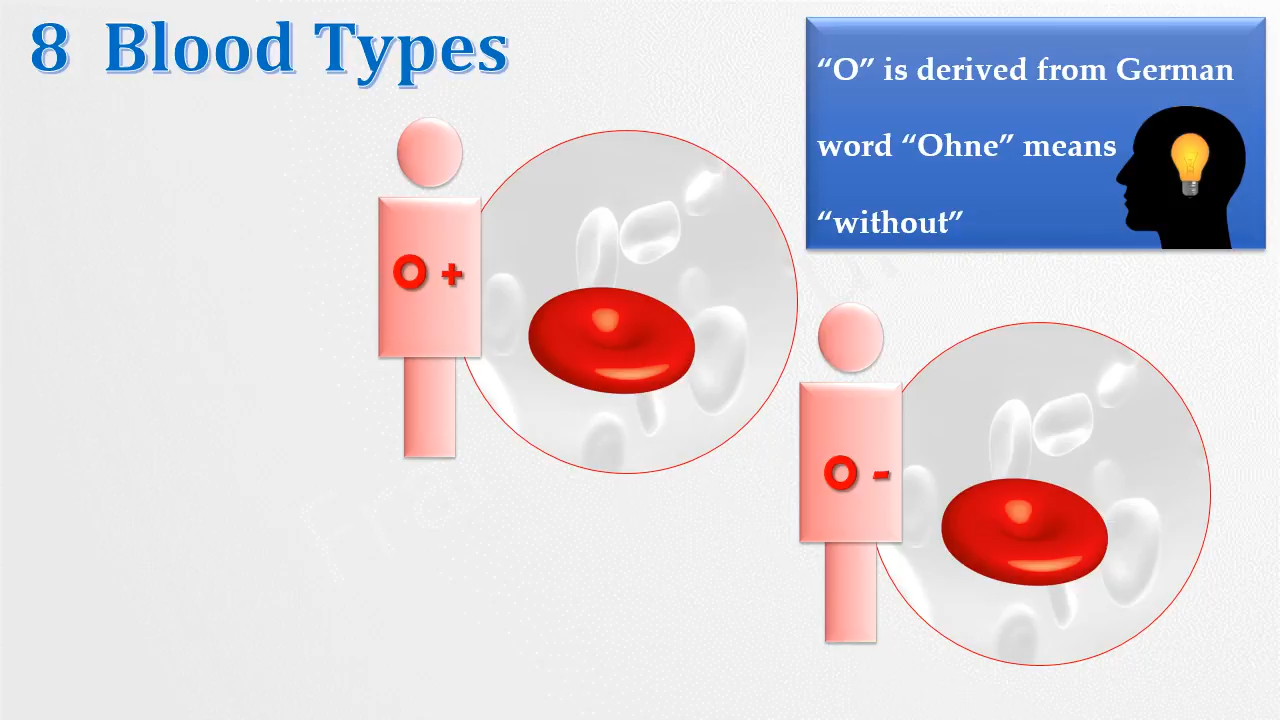 8 Blood Types
“O” is derived from German
word “Ohne” means
“without”
O +
O -